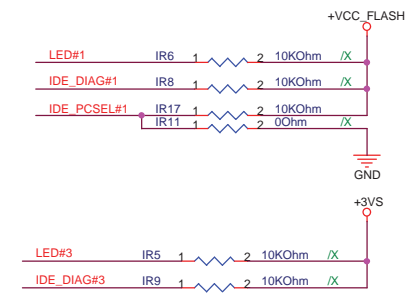 +VCC_FLASH
LED#1 IR6 1 2 10KOhm /X
IDE_DIAG#1 IR8 1 2 10KOhm /X
IDE_PCSEL#1 IR17 1 2 10KOhm
IR11 1 2 0Ohm /X
GND
+3VS
LED#3 IR5 1 2 10KOhm /X
IDE_DIAG#3 IR9 1 2 10KOhm /X